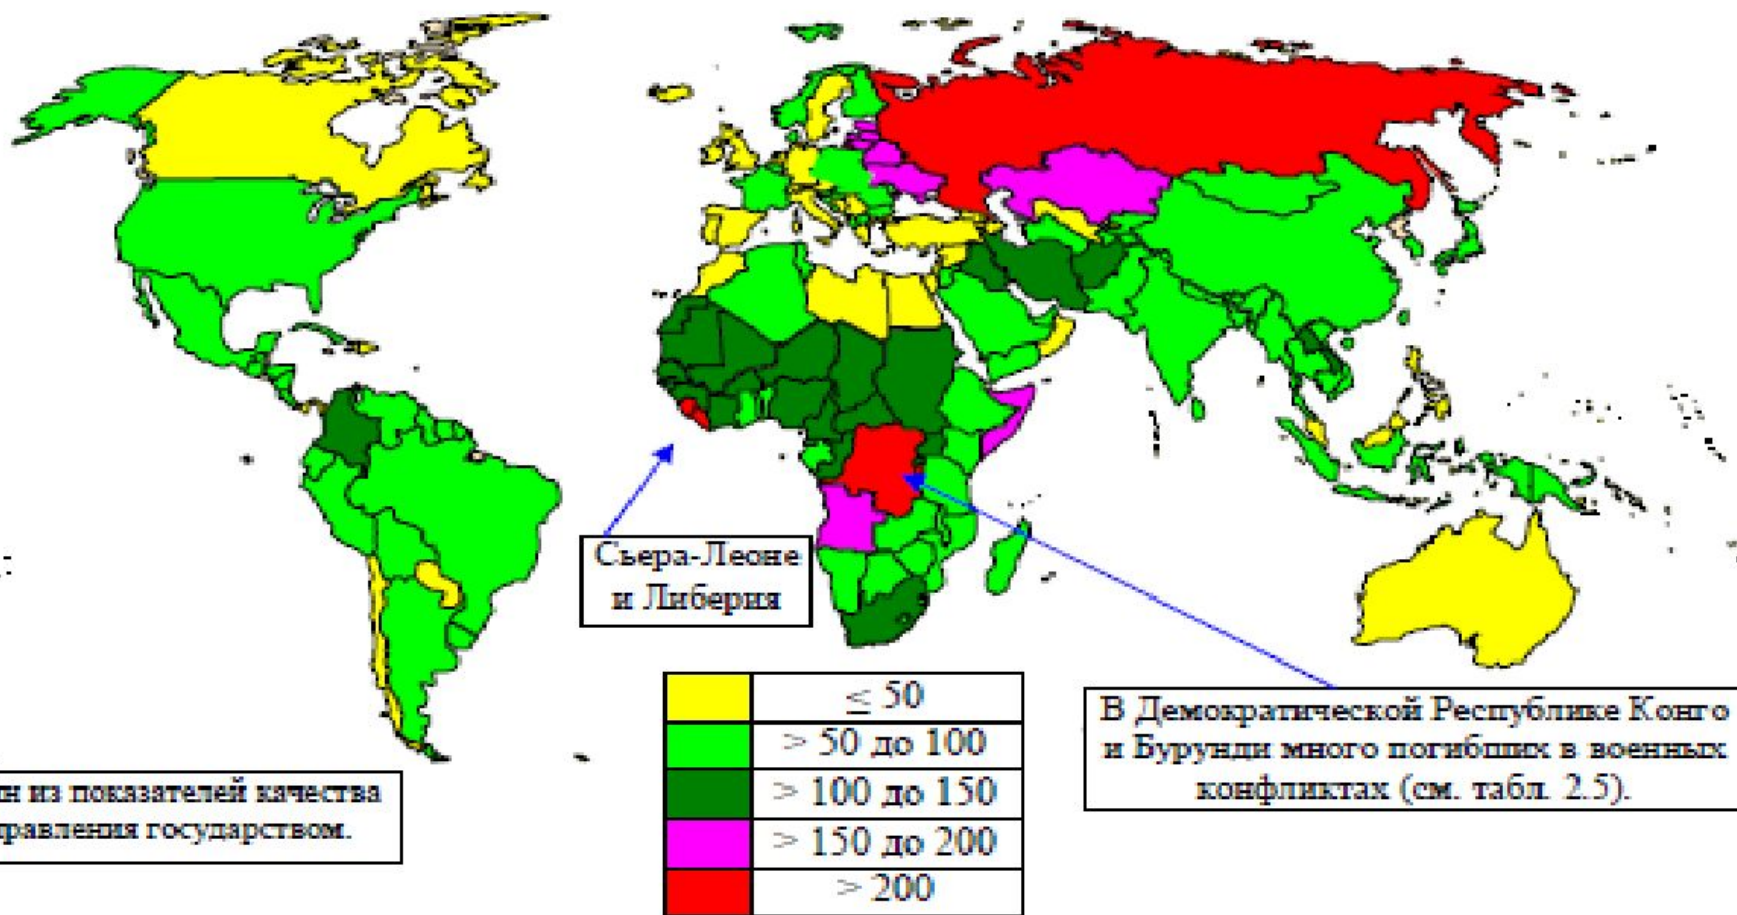 Сьера-Леоне
и Либерия
≤ 50
> 50 до 100
> 100 до 150
> 150 до 200
> 200
В Демократической Республике Конго
и Бурунди много погибших в военных
конфликтах (см. табл. 2.5).
из показателей качества
государством.